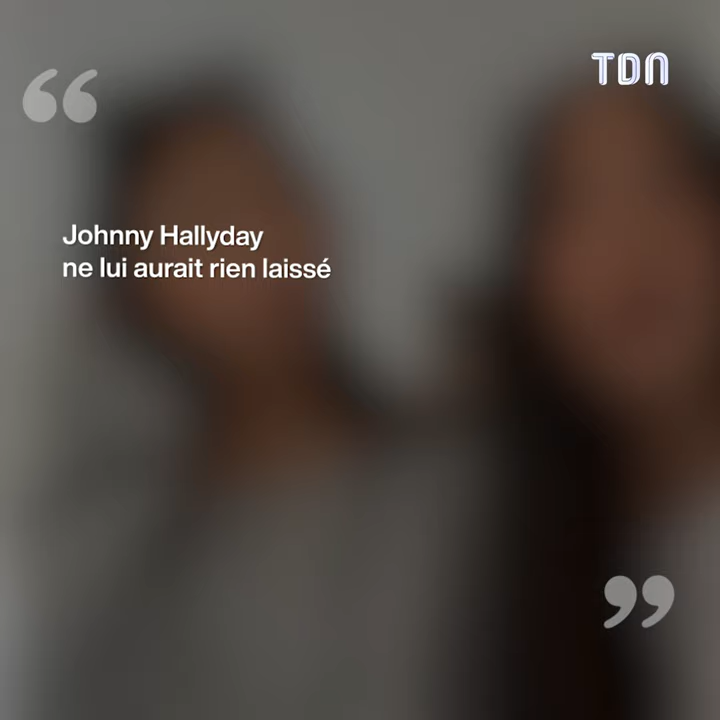 TDN
“
Johnny Hallyday
ne lui aurait rien laissé
”